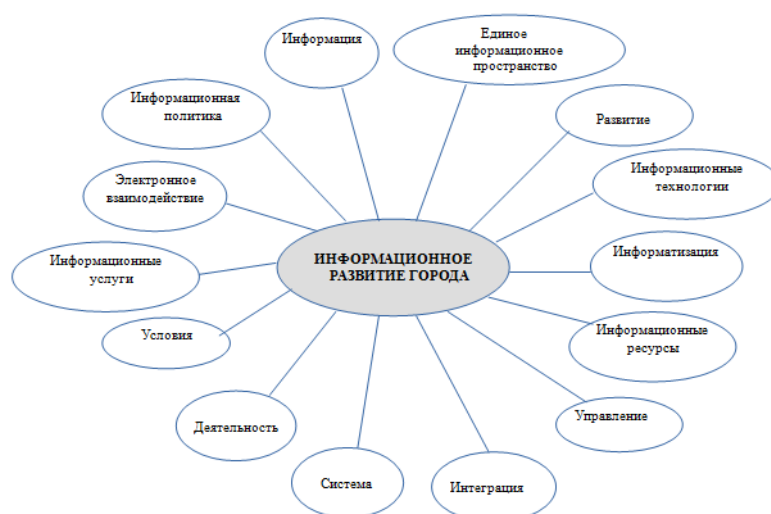 Информация
Единое
информационное
пространство
Информационная
политика
Развитие
Информационные
технологии
Электронное
взаимодействие
ИНФОРМАЦИОННОЕ
РАЗВИТИЕ ГОРОДА
Информационные
услуги
Информатизация
Условия
Информационные
ресурсы
Деятельность
Управление
Система
Интеграция